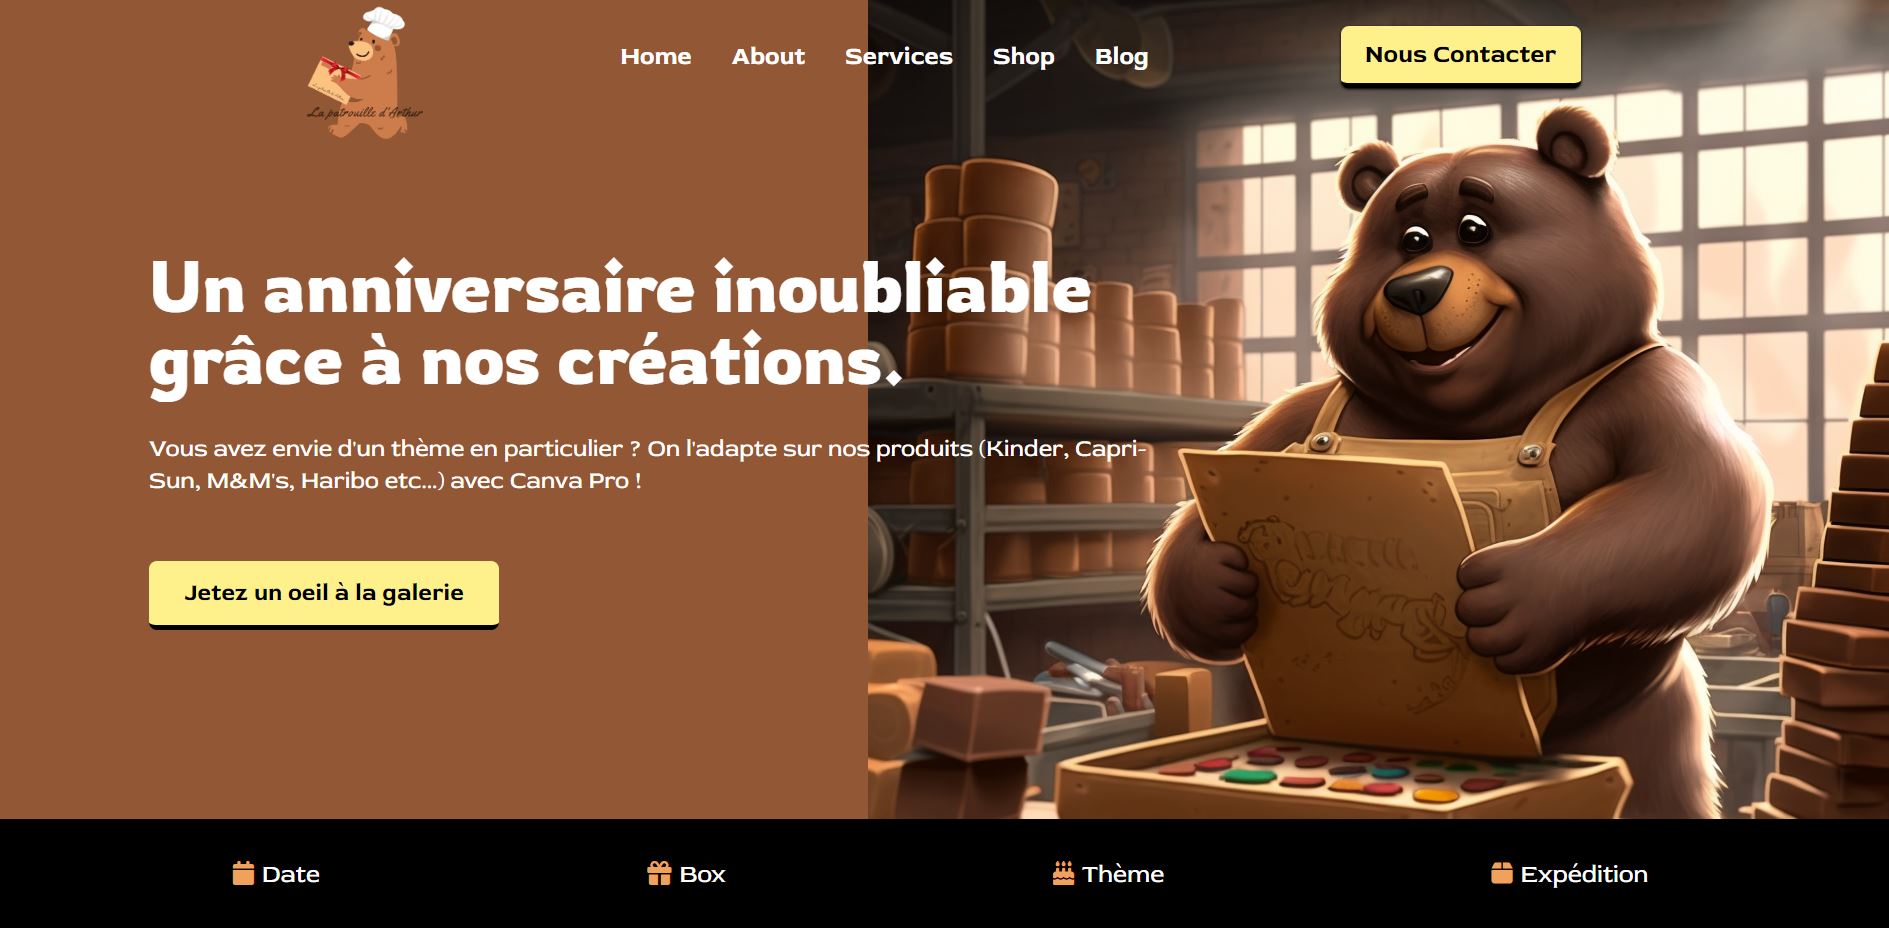 La patrouille d'Arthur
Home About Services Shop Blog
Nous Contacter
Un anniversaire inoubliable
grâce à nos créations.
Vous avez envie d'un thème en particulier ? On l'adapte sur nos produits (Kinder, Capri-
Sun, M&M's, Haribo etc...) avec Canva Pro !
Jetez un oeil à la galerie
Date
Box
Thème
Expédition